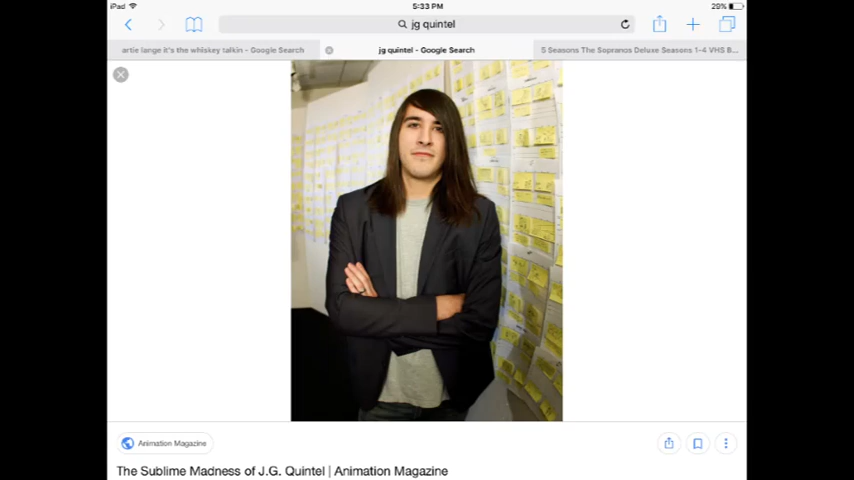 iPad 5:33 PM 29%
jg quintel
artie lange it's the whiskey talkin - Google Search jg quintel - Google Search 5 Seasons The Sopranos Deluxe Seasons 1-4 VHS B...
Animation Magazine
The Sublime Madness of J.G. Quintel | Animation Magazine